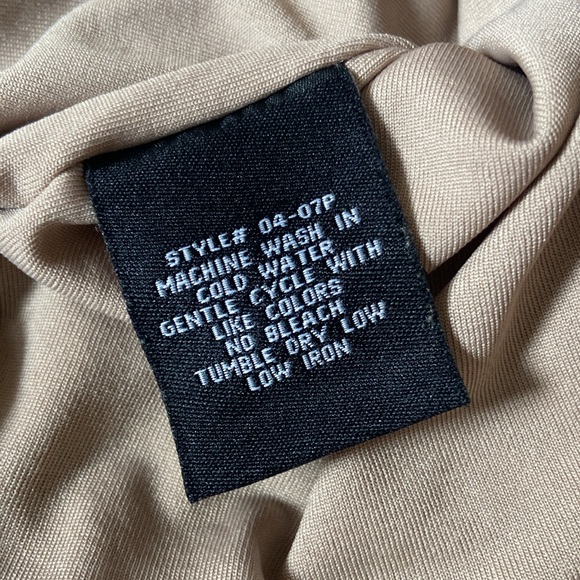 STYLE# 04-07P
MACHINE WASH IN
COLD WATER
GENTLE CYCLE WITH
LIKE COLORS
NO BLEACH
TUMBLE DRY LOW
LOW IRON